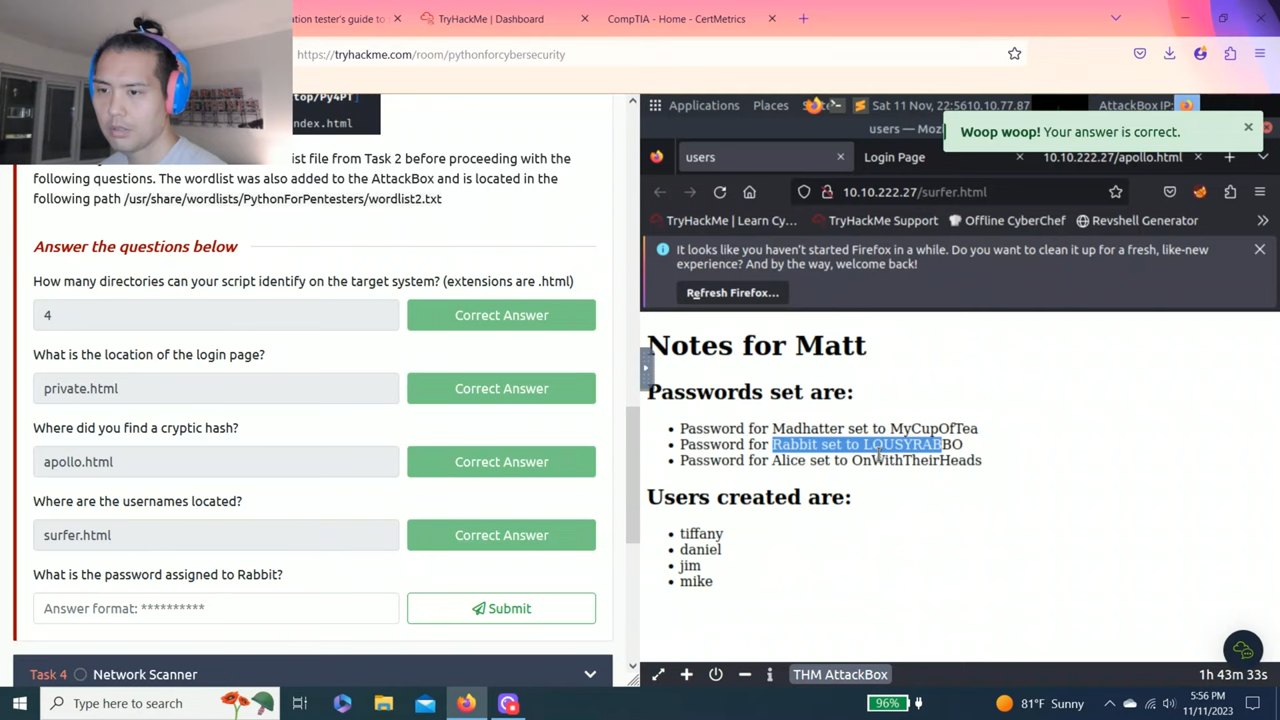 ation tester's guide to
TryHackMe | Dashboard
CompTIA - Home - CertMetrics
https://tryhackme.com/room/pythonforcybersecurity
top/Py4PT
index.html
ist file from Task 2 before proceeding with the
following questions. The wordlist was also added to the AttackBox and is located in the
following path /usr/share/wordlists/PythonForPentesters/wordlist2.txt
Answer the questions below
How many directories can your script identify on the target system? (extensions are .html)
4
Correct Answer
What is the location of the login page?
private.html
Correct Answer
Where did you find a cryptic hash?
apollo.html
Correct Answer
Where are the usernames located?
surfer.html
Correct Answer
What is the password assigned to Rabbit?
Answer format: **********
Submit
Task 4
Network Scanner
Applications
Places
Sat 11 Nov, 22:56
10.10.77.87
AttackBox IP:
users — Moz
Woop woop! Your answer is correct.
users
Login Page
10.10.222.27/apollo.html
10.10.222.27/surfer.html
TryHackMe | Learn Cy...
TryHackMe Support
Offline CyberChef
Revshell Generator
It looks like you haven't started Firefox in a while. Do you want to clean it up for a fresh, like-new
experience? And by the way, welcome back!
Refresh Firefox...
Notes for Matt
Passwords set are:
Password for Madhatter set to MyCupOfTea
Password for Rabbit set to LOUSYRABBO
Password for Alice set to OnWithTheirHeads
Users created are:
tiffany
daniel
jim
mike
THM AttackBox
1h 43m 33s
Type here to search
96%
81°F Sunny
5:56 PM
11/11/2023